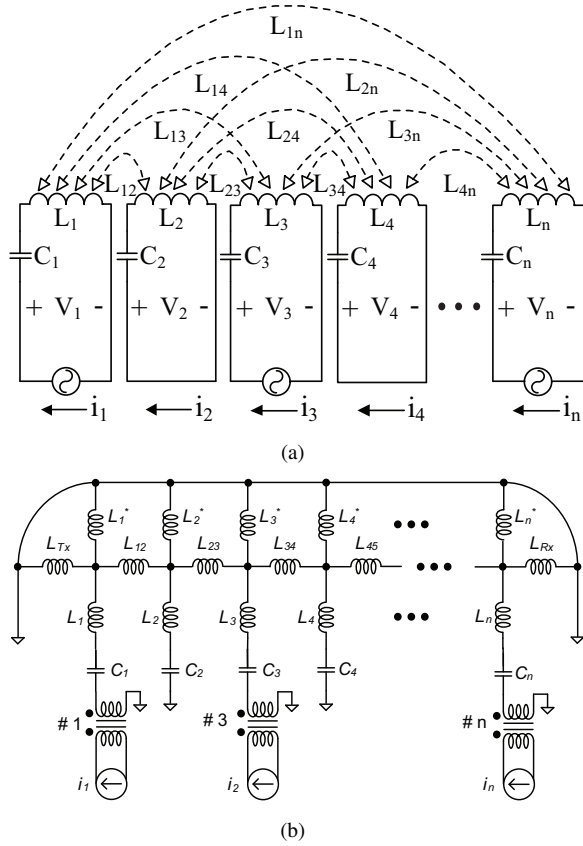 L1n
L14 L2n
L13 L24 L3n
L12 L23 L34 L4n
L1 L2 L3 L4 Ln
C1 C2 C3 C4 Cn
+ V1 - + V2 - + V3 - + V4 - + Vn -
i1 i2 i3 i4 in
(a)
L1* L2* L3* L4* Ln*
LTx L12 L23 L34 L45 LRx
L1 L2 L3 L4 Ln
C1 C2 C3 C4 Cn
#1 #3 #n
i1 i2 in
(b)